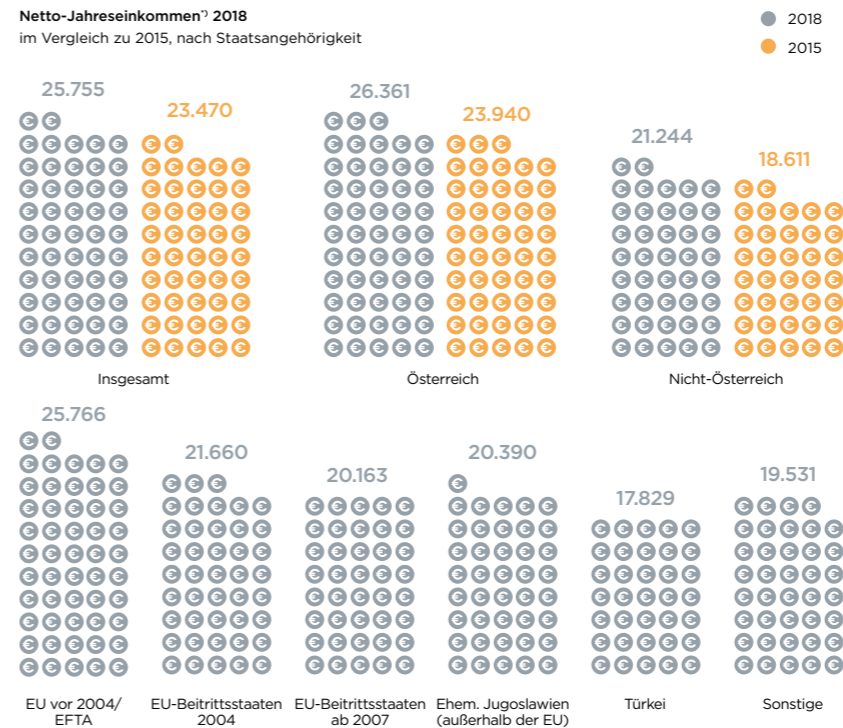 Netto-Jahreseinkommen*) 2018
im Vergleich zu 2015, nach Staatsangehörigkeit
2018
2015
25.755
23.470
Insgesamt
26.361
23.940
Österreich
21.244
18.611
Nicht-Österreich
25.766
EU vor 2004/
EFTA
21.660
EU-Beitrittsstaaten
2004
20.163
EU-Beitrittsstaaten
ab 2007
20.390
Ehem. Jugoslawien
(außerhalb der EU)
17.829
Türkei
19.531
Sonstige